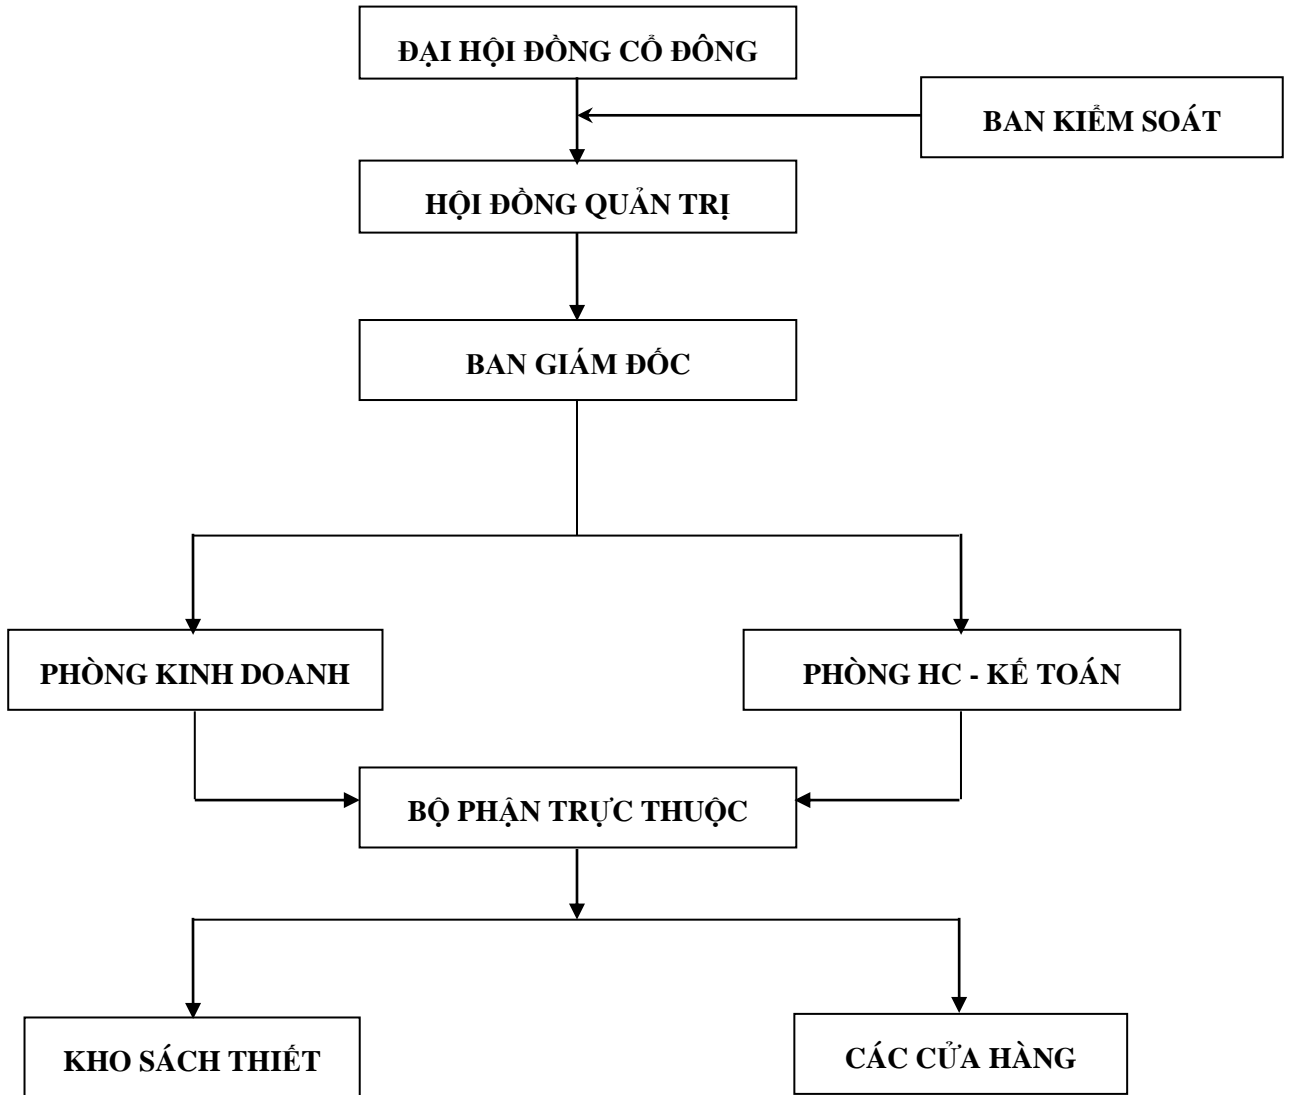 ĐẠI HỘI ĐỒNG CỔ ĐÔNG
BAN KIỂM SOÁT
HỘI ĐỒNG QUẢN TRỊ
BAN GIÁM ĐỐC
PHÒNG KINH DOANH
PHÒNG HC - KẾ TOÁN
BỘ PHẬN TRỰC THUỘC
KHO SÁCH THIẾT
CÁC CỬA HÀNG